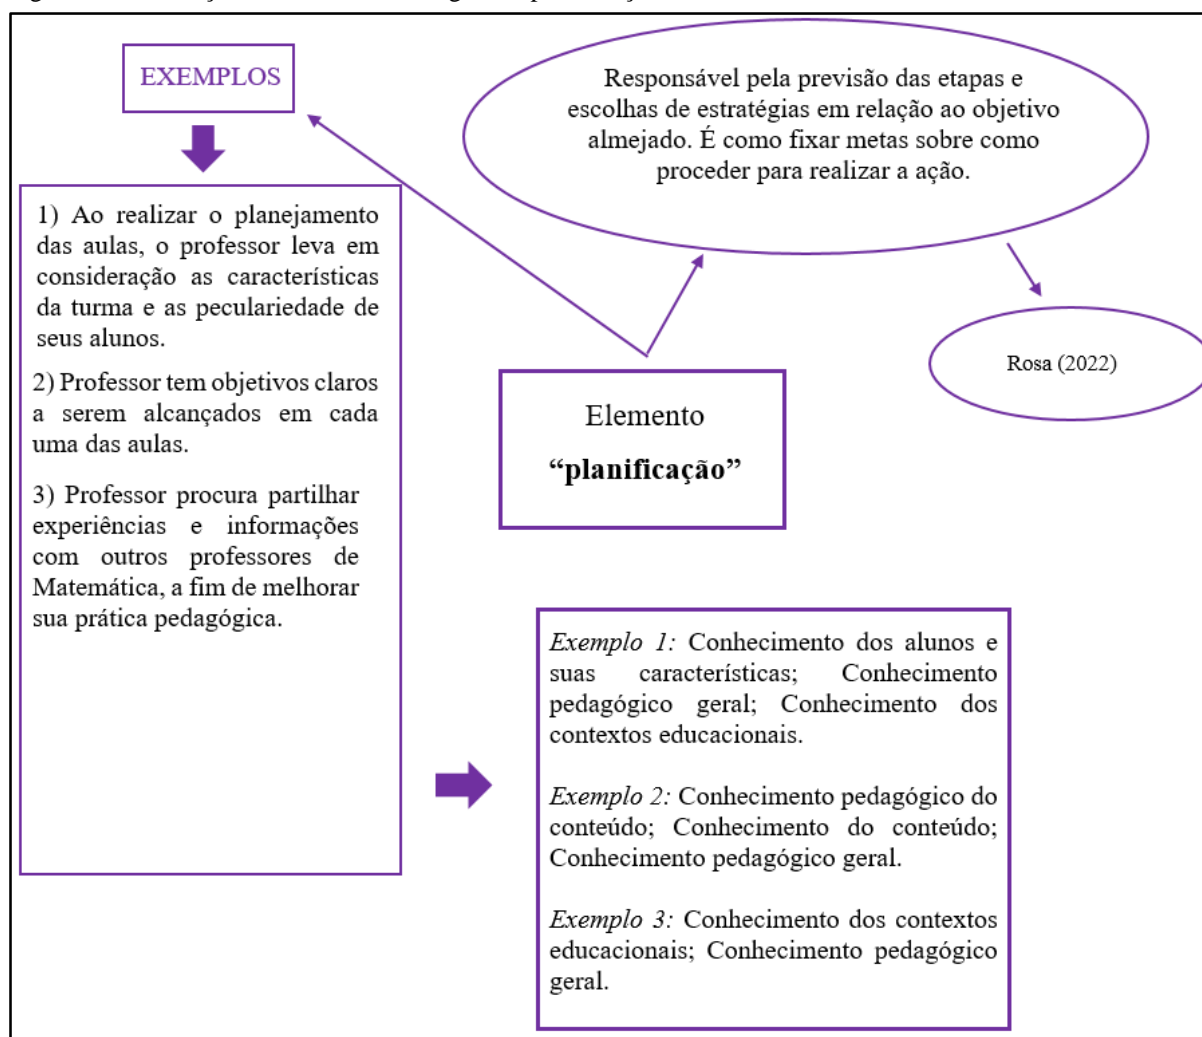 EXEMPLOS
Responsável pela previsão das etapas e
escolhas de estratégias em relação ao objetivo
almejado. É como fixar metas sobre como
proceder para realizar a ação.
Rosa (2022)
Elemento
“planificação”
1) Ao realizar o planejamento
das aulas, o professor leva em
consideração as características
da turma e as peculariedade de
seus alunos.
2) Professor tem objetivos claros
a serem alcançados em cada
uma das aulas.
3) Professor procura partilhar
experiências e informações
com outros professores de
Matemática, a fim de melhorar
sua prática pedagógica.
Exemplo 1: Conhecimento dos alunos e
suas características; Conhecimento
pedagógico geral; Conhecimento dos
contextos educacionais.
Exemplo 2: Conhecimento pedagógico do
conteúdo; Conhecimento do conteúdo;
Conhecimento pedagógico geral.
Exemplo 3: Conhecimento dos contextos
educacionais; Conhecimento pedagógico
geral.